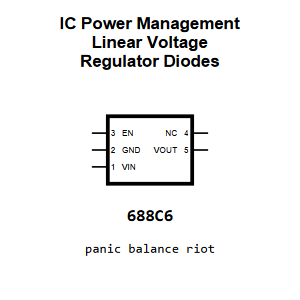 IC Power Management
Linear Voltage
Regulator Diodes
3 EN NC 4
2 GND VOUT 5
1 VIN
688C6
panic balance riot